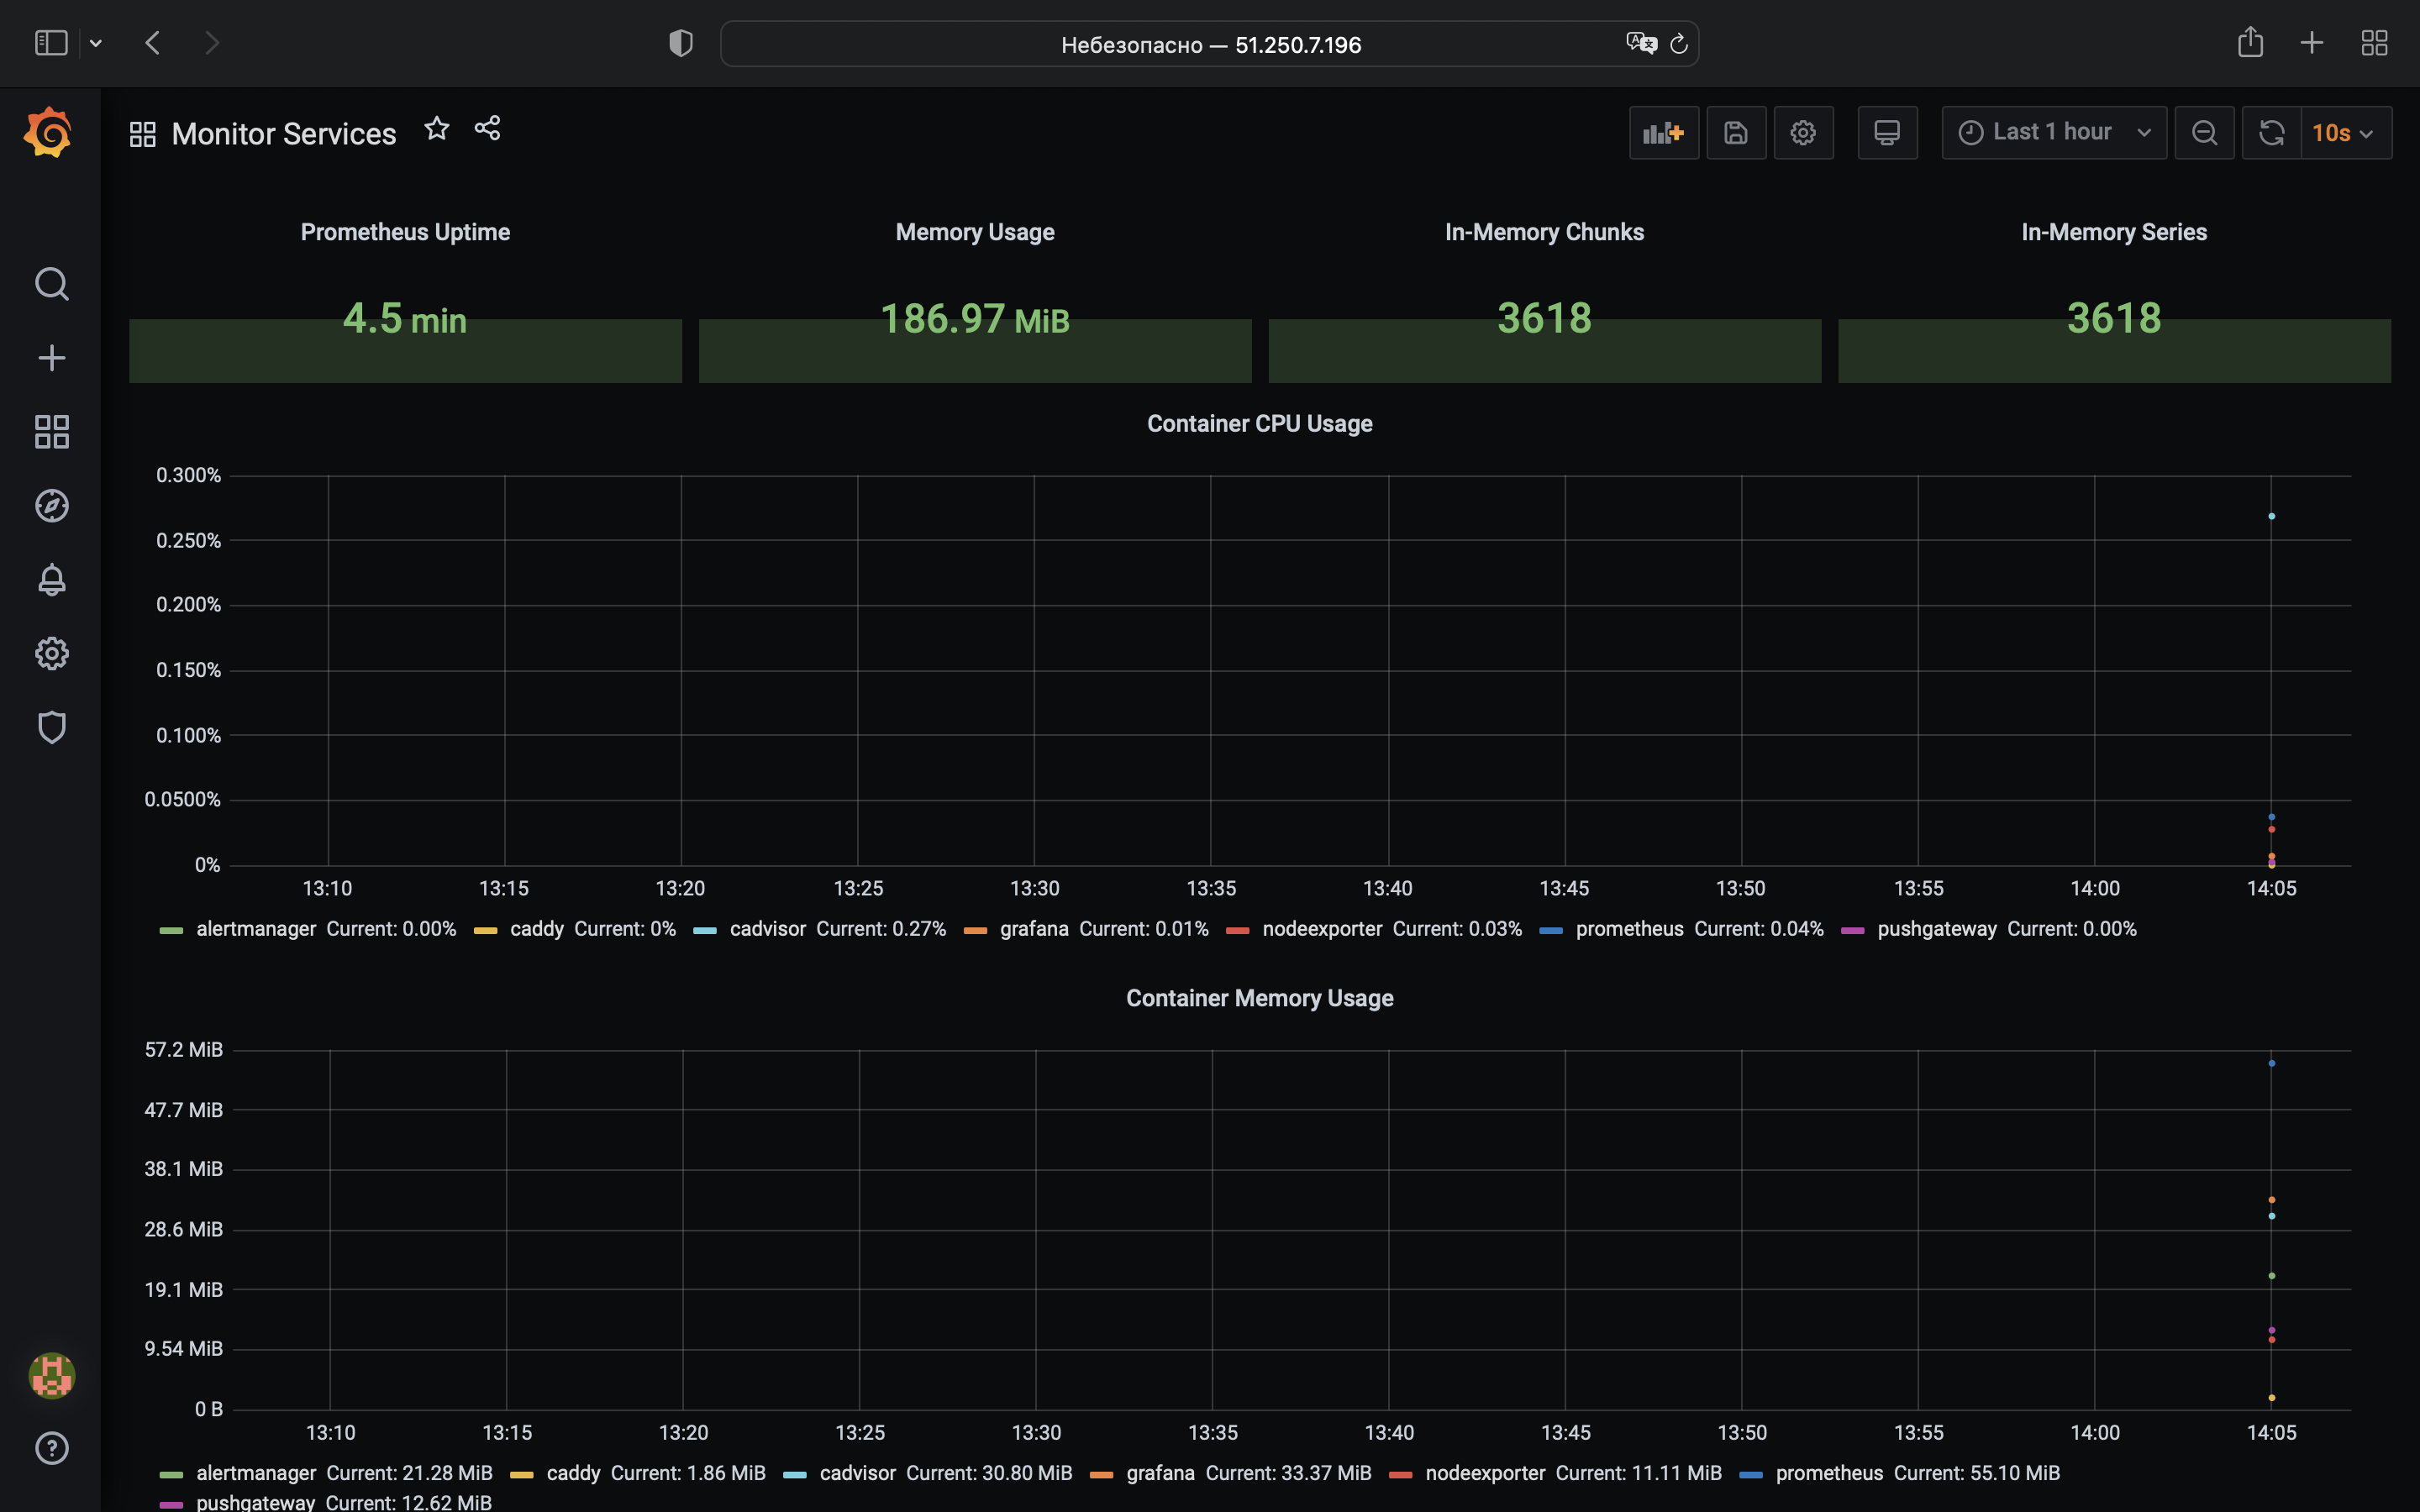 Небезопасно — 51.250.7.196
Monitor Services
Last 1 hour
10s
Prometheus Uptime
Memory Usage
In-Memory Chunks
In-Memory Series
4.5 min
186.97 MiB
3618
3618
Container CPU Usage
0.300%
0.250%
0.200%
0.150%
0.100%
0.0500%
0%
13:10 13:15 13:20 13:25 13:30 13:35 13:40 13:45 13:50 13:55 14:00 14:05
alertmanager Current: 0.00% caddy Current: 0% cadvisor Current: 0.27% grafana Current: 0.01% nodeexporter Current: 0.03% prometheus Current: 0.04% pushgateway Current: 0.00%
Container Memory Usage
57.2 MiB
47.7 MiB
38.1 MiB
28.6 MiB
19.1 MiB
9.54 MiB
0 B
13:10 13:15 13:20 13:25 13:30 13:35 13:40 13:45 13:50 13:55 14:00 14:05
alertmanager Current: 21.28 MiB caddy Current: 1.86 MiB cadvisor Current: 30.80 MiB grafana Current: 33.37 MiB nodeexporter Current: 11.11 MiB prometheus Current: 55.10 MiB
pushgateway Current: 12.62 MiB